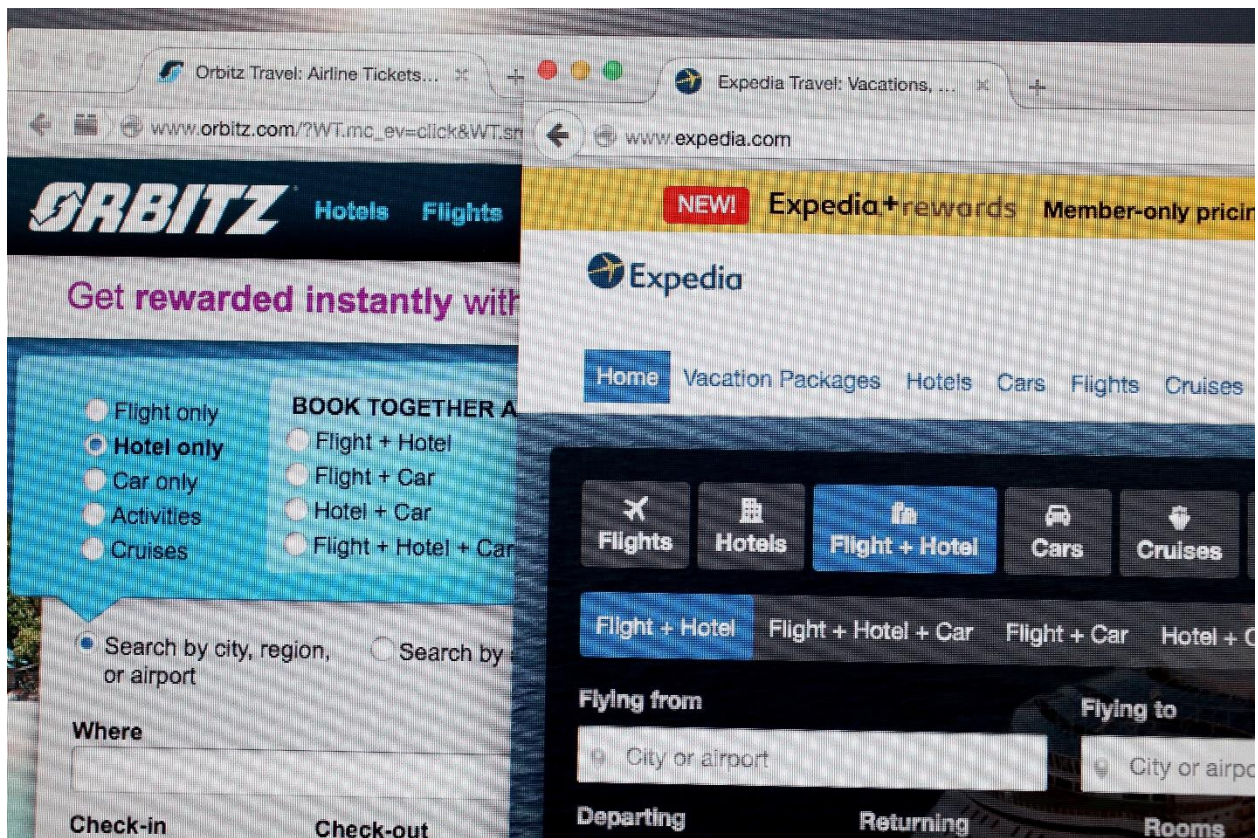 Orbitz Travel: Airline Tickets...
www.orbitz.com/?WT.mc_ev=click&WT.sr
ORBITZ
Hotels Flights
Get rewarded instantly with
Flight only
Hotel only
Car only
Activities
Cruises
BOOK TOGETHER A
Flight + Hotel
Flight + Car
Hotel + Car
Flight + Hotel + Car
Search by city, region,
or airport
Search by
Where
Check-in Check-out
Expedia Travel: Vacations, ...
www.expedia.com
NEW! Expedia+rewards Member-only pricin
Expedia
Home Vacation Packages Hotels Cars Flights Cruises
Flights Hotels Flight + Hotel Cars Cruises
Flight + Hotel Flight + Hotel + Car Flight + Car Hotel + C
Flying from Flying to
City or airport City or airpo
Departing Returning Rooms